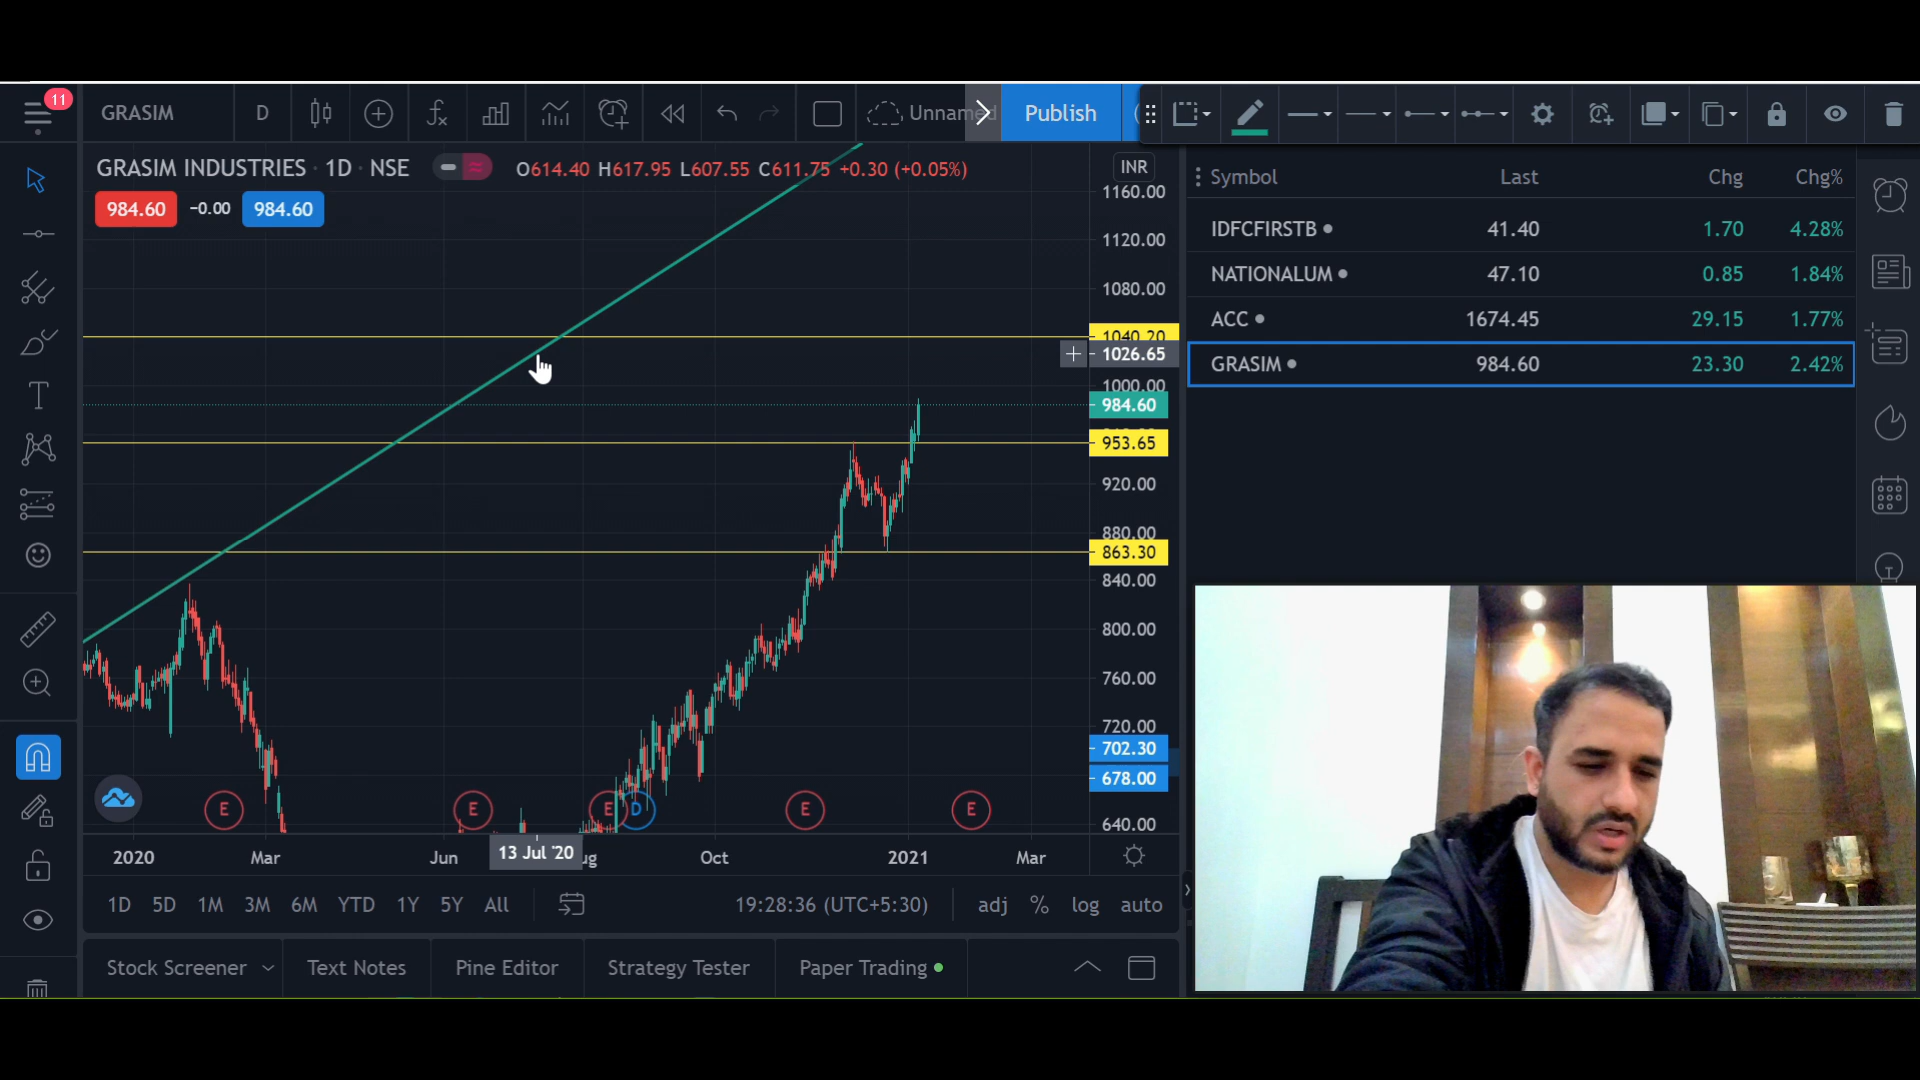 11
GRASIM
D
Unnamed
Publish
GRASIM INDUSTRIES · 1D · NSE
O614.40 H617.95 L607.55 C611.75 +0.30 (+0.05%)
INR
984.60 −0.00 984.60
1160.00
1120.00
1080.00
1040.20
1026.65
1000.00
984.60
953.65
920.00
880.00
863.30
840.00
800.00
760.00
720.00
702.30
678.00
640.00
E
E
E
D
E
E
2020
Mar
Jun
13 Jul '20
Oct
2021
Mar
1D 5D 1M 3M 6M YTD 1Y 5Y All
19:28:36 (UTC+5:30)
adj % log auto
Stock Screener
Text Notes
Pine Editor
Strategy Tester
Paper Trading
Symbol Last Chg Chg%
IDFCFIRSTB 41.40 1.70 4.28%
NATIONALUM 47.10 0.85 1.84%
ACC 1674.45 29.15 1.77%
GRASIM 984.60 23.30 2.42%